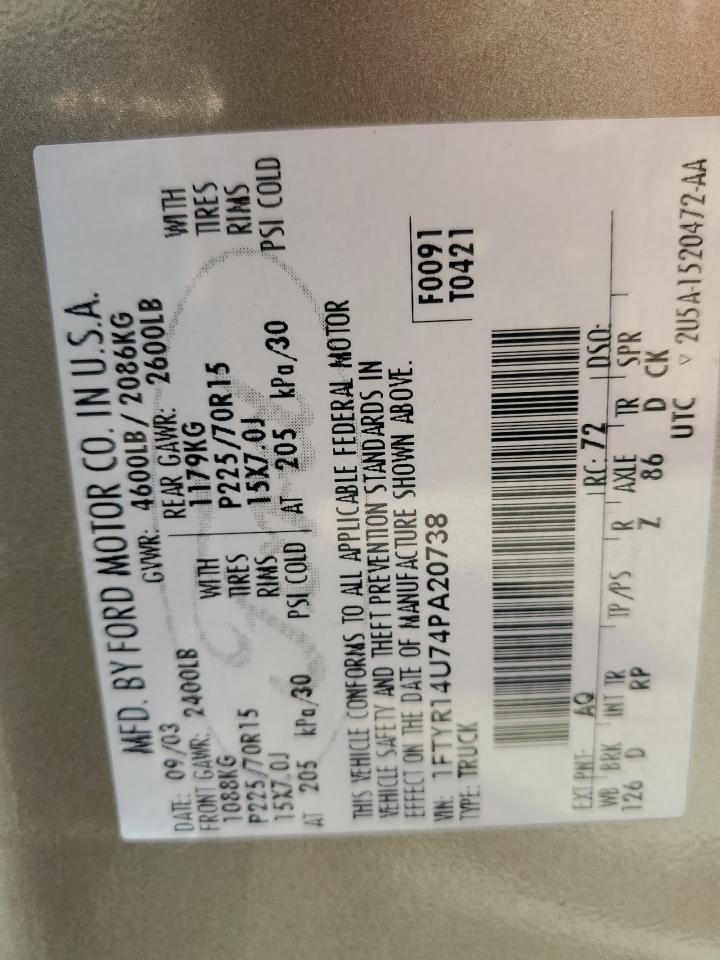 MFD. BY FORD MOTOR CO. IN U.S.A.
DATE: 09/03 GVWR: 4600LB / 2086KG
FRONT GAWR: 2400LB REAR GAWR: 2600LB
1088KG WITH 1179KG WITH
P225/70R15 TIRES P225/70R15 TIRES
15X7.0J RIMS 15X7.0J RIMS
AT 205 kPa/30 PSI COLD AT 205 kPa/30 PSI COLD
THIS VEHICLE CONFORMS TO ALL APPLICABLE FEDERAL MOTOR
VEHICLE SAFETY AND THEFT PREVENTION STANDARDS IN
EFFECT ON THE DATE OF MANUFACTURE SHOWN ABOVE.
VIN: 1FTYR14U74PA20738 F0091
TYPE: TRUCK T0421
EXT PNT: AQ RC: 72 DSO:
WB BRK INT TR TP/PS R AXLE TR SPR
126 D RP Z 86 D CK
UTC ▽ 2U5A-1520472-AA